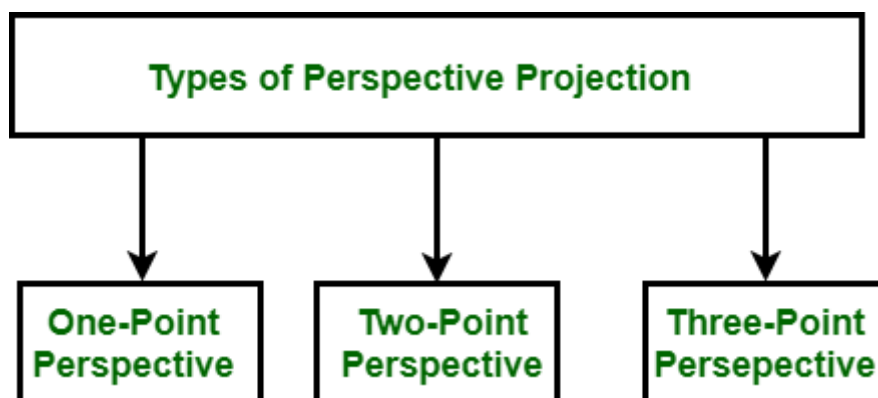 Types of Perspective Projection
One-Point
Perspective
Two-Point
Perspective
Three-Point
Persepective